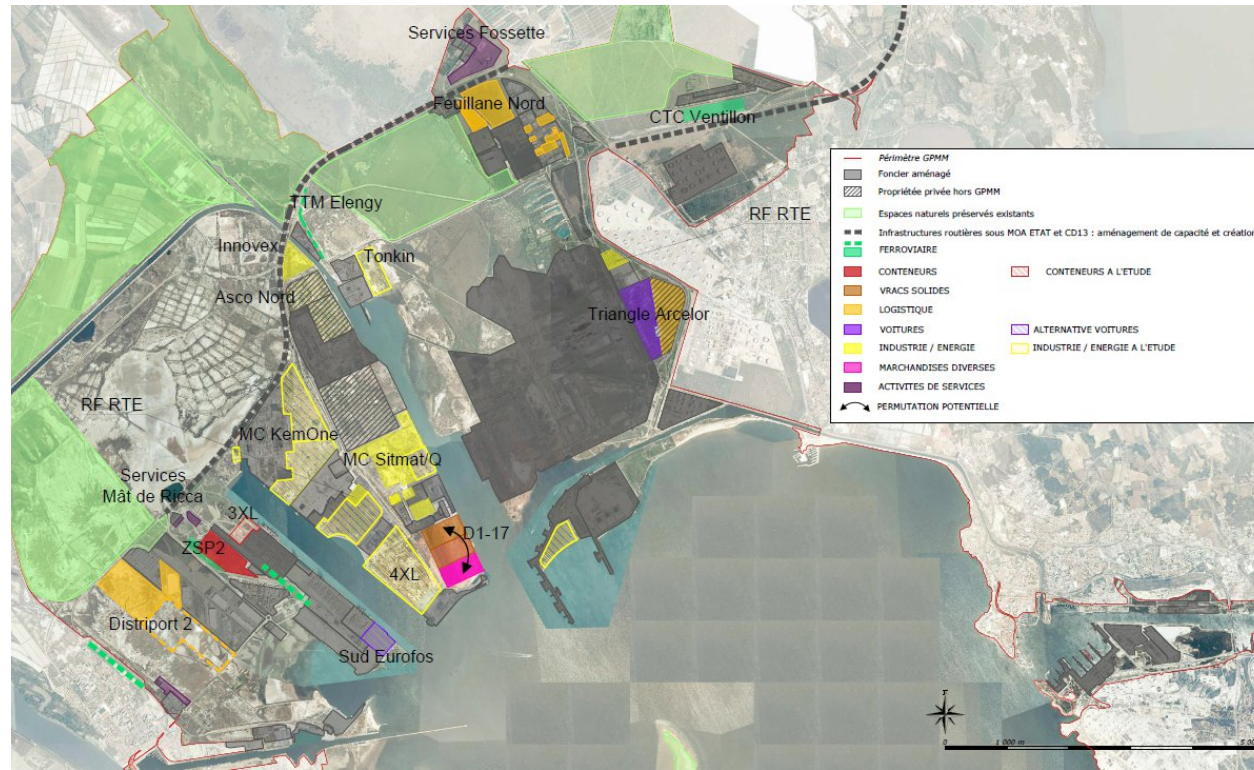 Services Fossette
Feuillane Nord
CTC Ventillon
TTM Elengy
RF RTE
Innovex
Tonkin
Asco Nord
Triangle Arcelor
RF RTE
MC KemOne
MC Sitmat/Q
Services
Mât de Ricca
3XL
D1-17
ZSP2
4XL
Distriport 2
Sud Eurofos
Périmètre GPMM
Foncier aménagé
Propriétée privée hors GPMM
Espaces naturels préservés existants
Infrastructures routières sous MOA ETAT et CD13 : aménagement de capacité et création
FERROVIAIRE
CONTENEURS
CONTENEURS A L'ETUDE
VRACS SOLIDES
LOGISTIQUE
VOITURES
ALTERNATIVE VOITURES
INDUSTRIE / ENERGIE
INDUSTRIE / ENERGIE A L'ETUDE
MARCHANDISES DIVERSES
ACTIVITES DE SERVICES
PERMUTATION POTENTIELLE
0
1 000 m